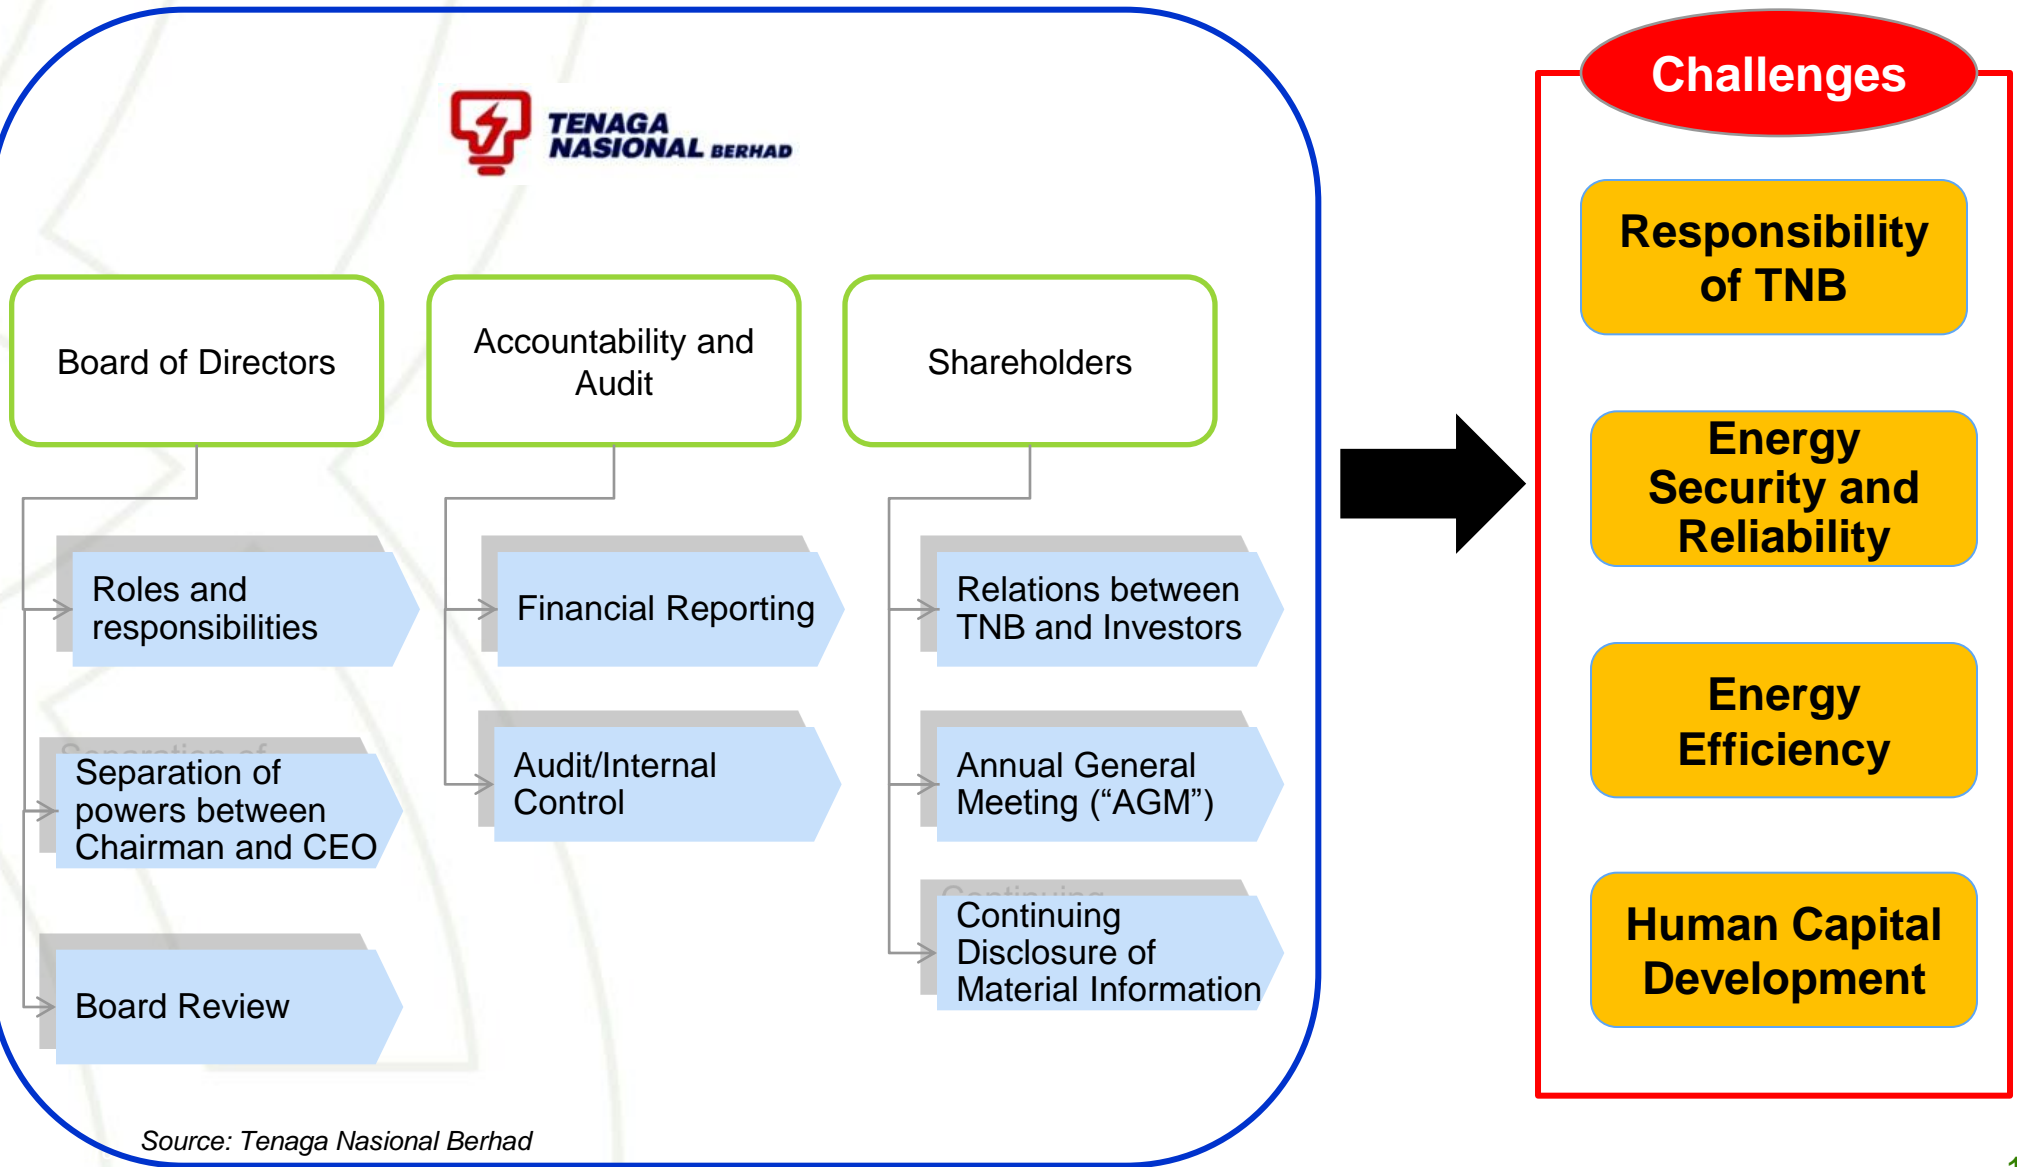 TENAGA
NASIONAL BERHAD
Board of Directors
Accountability and
Audit
Shareholders
Roles and
responsibilities
Separation of
Separation of
powers between
Chairman and CEO
Board Review
Financial Reporting
Audit/Internal
Control
Relations between
TNB and Investors
Annual General
Meeting (“AGM”)
Continuing
Continuing
Disclosure of
Material Information
Source: Tenaga Nasional Berhad
Challenges
Responsibility
of TNB
Energy
Security and
Reliability
Energy
Efficiency
Human Capital
Development